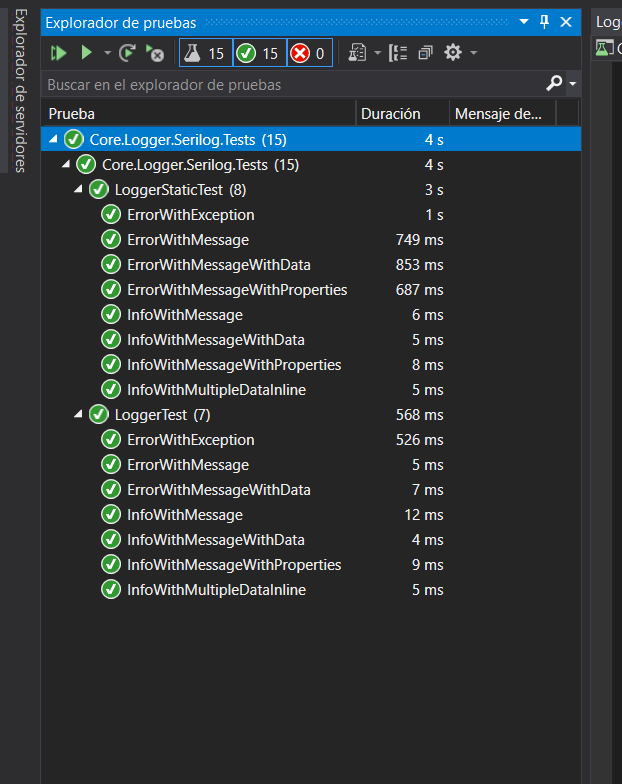 Explorador de servidores
Explorador de pruebas
15 15 0
Buscar en el explorador de pruebas
Prueba Duración Mensaje de...
Core.Logger.Serilog.Tests (15) 4 s
Core.Logger.Serilog.Tests (15) 4 s
LoggerStaticTest (8) 3 s
ErrorWithException 1 s
ErrorWithMessage 749 ms
ErrorWithMessageWithData 853 ms
ErrorWithMessageWithProperties 687 ms
InfoWithMessage 6 ms
InfoWithMessageWithData 5 ms
InfoWithMessageWithProperties 8 ms
InfoWithMultipleDataInline 5 ms
LoggerTest (7) 568 ms
ErrorWithException 526 ms
ErrorWithMessage 5 ms
ErrorWithMessageWithData 7 ms
InfoWithMessage 12 ms
InfoWithMessageWithData 4 ms
InfoWithMessageWithProperties 9 ms
InfoWithMultipleDataInline 5 ms
Log